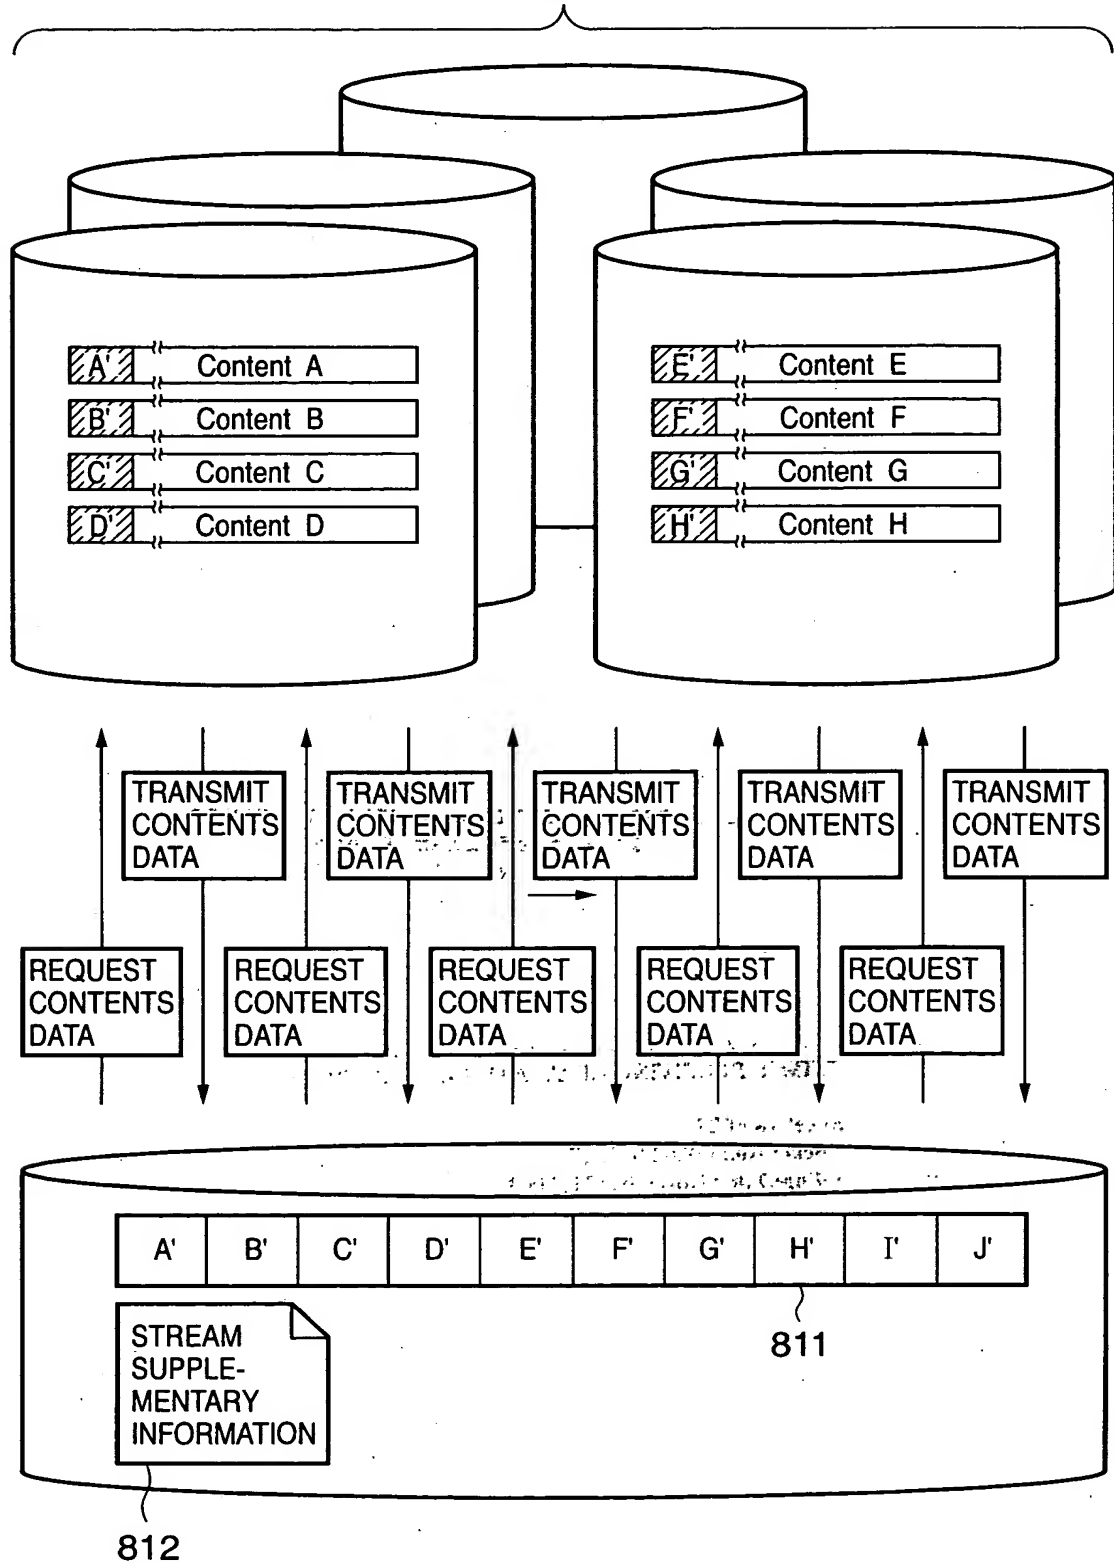 A' Content A
B' Content B
C' Content C
D' Content D
E' Content E
F' Content F
G' Content G
H' Content H
TRANSMIT
CONTENTS
DATA
TRANSMIT
CONTENTS
DATA
TRANSMIT
CONTENTS
DATA
TRANSMIT
CONTENTS
DATA
TRANSMIT
CONTENTS
DATA
REQUEST
CONTENTS
DATA
REQUEST
CONTENTS
DATA
REQUEST
CONTENTS
DATA
REQUEST
CONTENTS
DATA
REQUEST
CONTENTS
DATA
A' B' C' D' E' F' G' H' I' J'
811
STREAM
SUPPLE-
MENTARY
INFORMATION
812